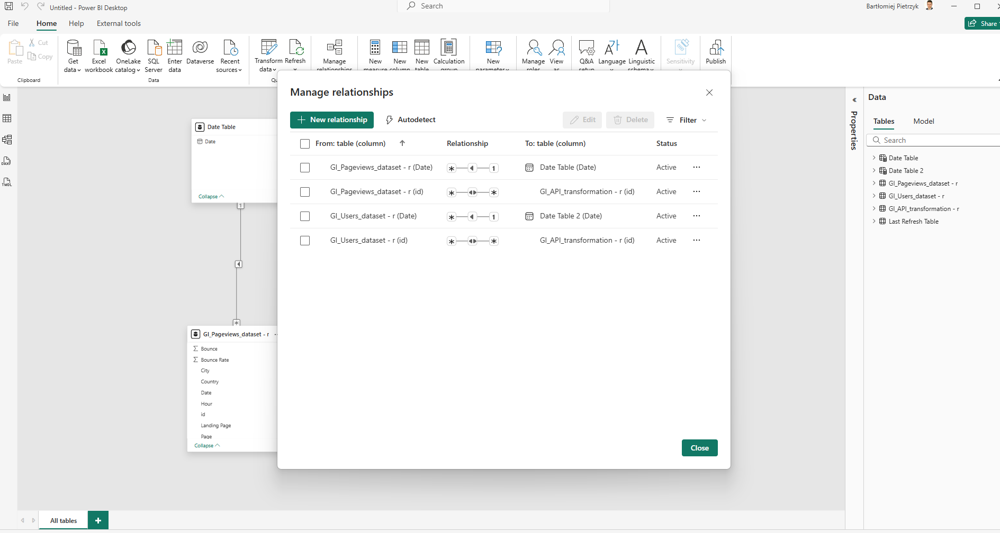 Untitled - Power BI Desktop
Search
Bartłomiej Pietrzyk
File Home Help External tools
Share
Paste
Cut
Copy
Get data
Excel workbook
OneLake catalog
SQL Server
Enter data
Dataverse
Recent sources
Transform data
Refresh
Manage relationships
New measure
New column
New table
Calculation group
New parameter
Manage roles
View as
Q&A setup
Language
Linguistic schema
Sensitivity
Publish
Clipboard
Data
Qu
DAX
TMDL
Date Table
Date
Collapse
1
*
GI_Pageviews_dataset - r
Bounce
Bounce Rate
City
Country
Date
Hour
id
Landing Page
Page
Collapse
Manage relationships
New relationship
Autodetect
Edit
Delete
Filter
From: table (column) Relationship To: table (column) Status
GI_Pageviews_dataset - r (Date) * 1 Date Table (Date) Active
GI_Pageviews_dataset - r (id) * * GI_API_transformation - r (id) Active
GI_Users_dataset - r (Date) * 1 Date Table 2 (Date) Active
GI_Users_dataset - r (id) * * GI_API_transformation - r (id) Active
Close
Properties
Data
Tables Model
Search
Date Table
Date Table 2
GI_Pageviews_dataset - r
GI_Users_dataset - r
GI_API_transformation - r
Last Refresh Table
All tables